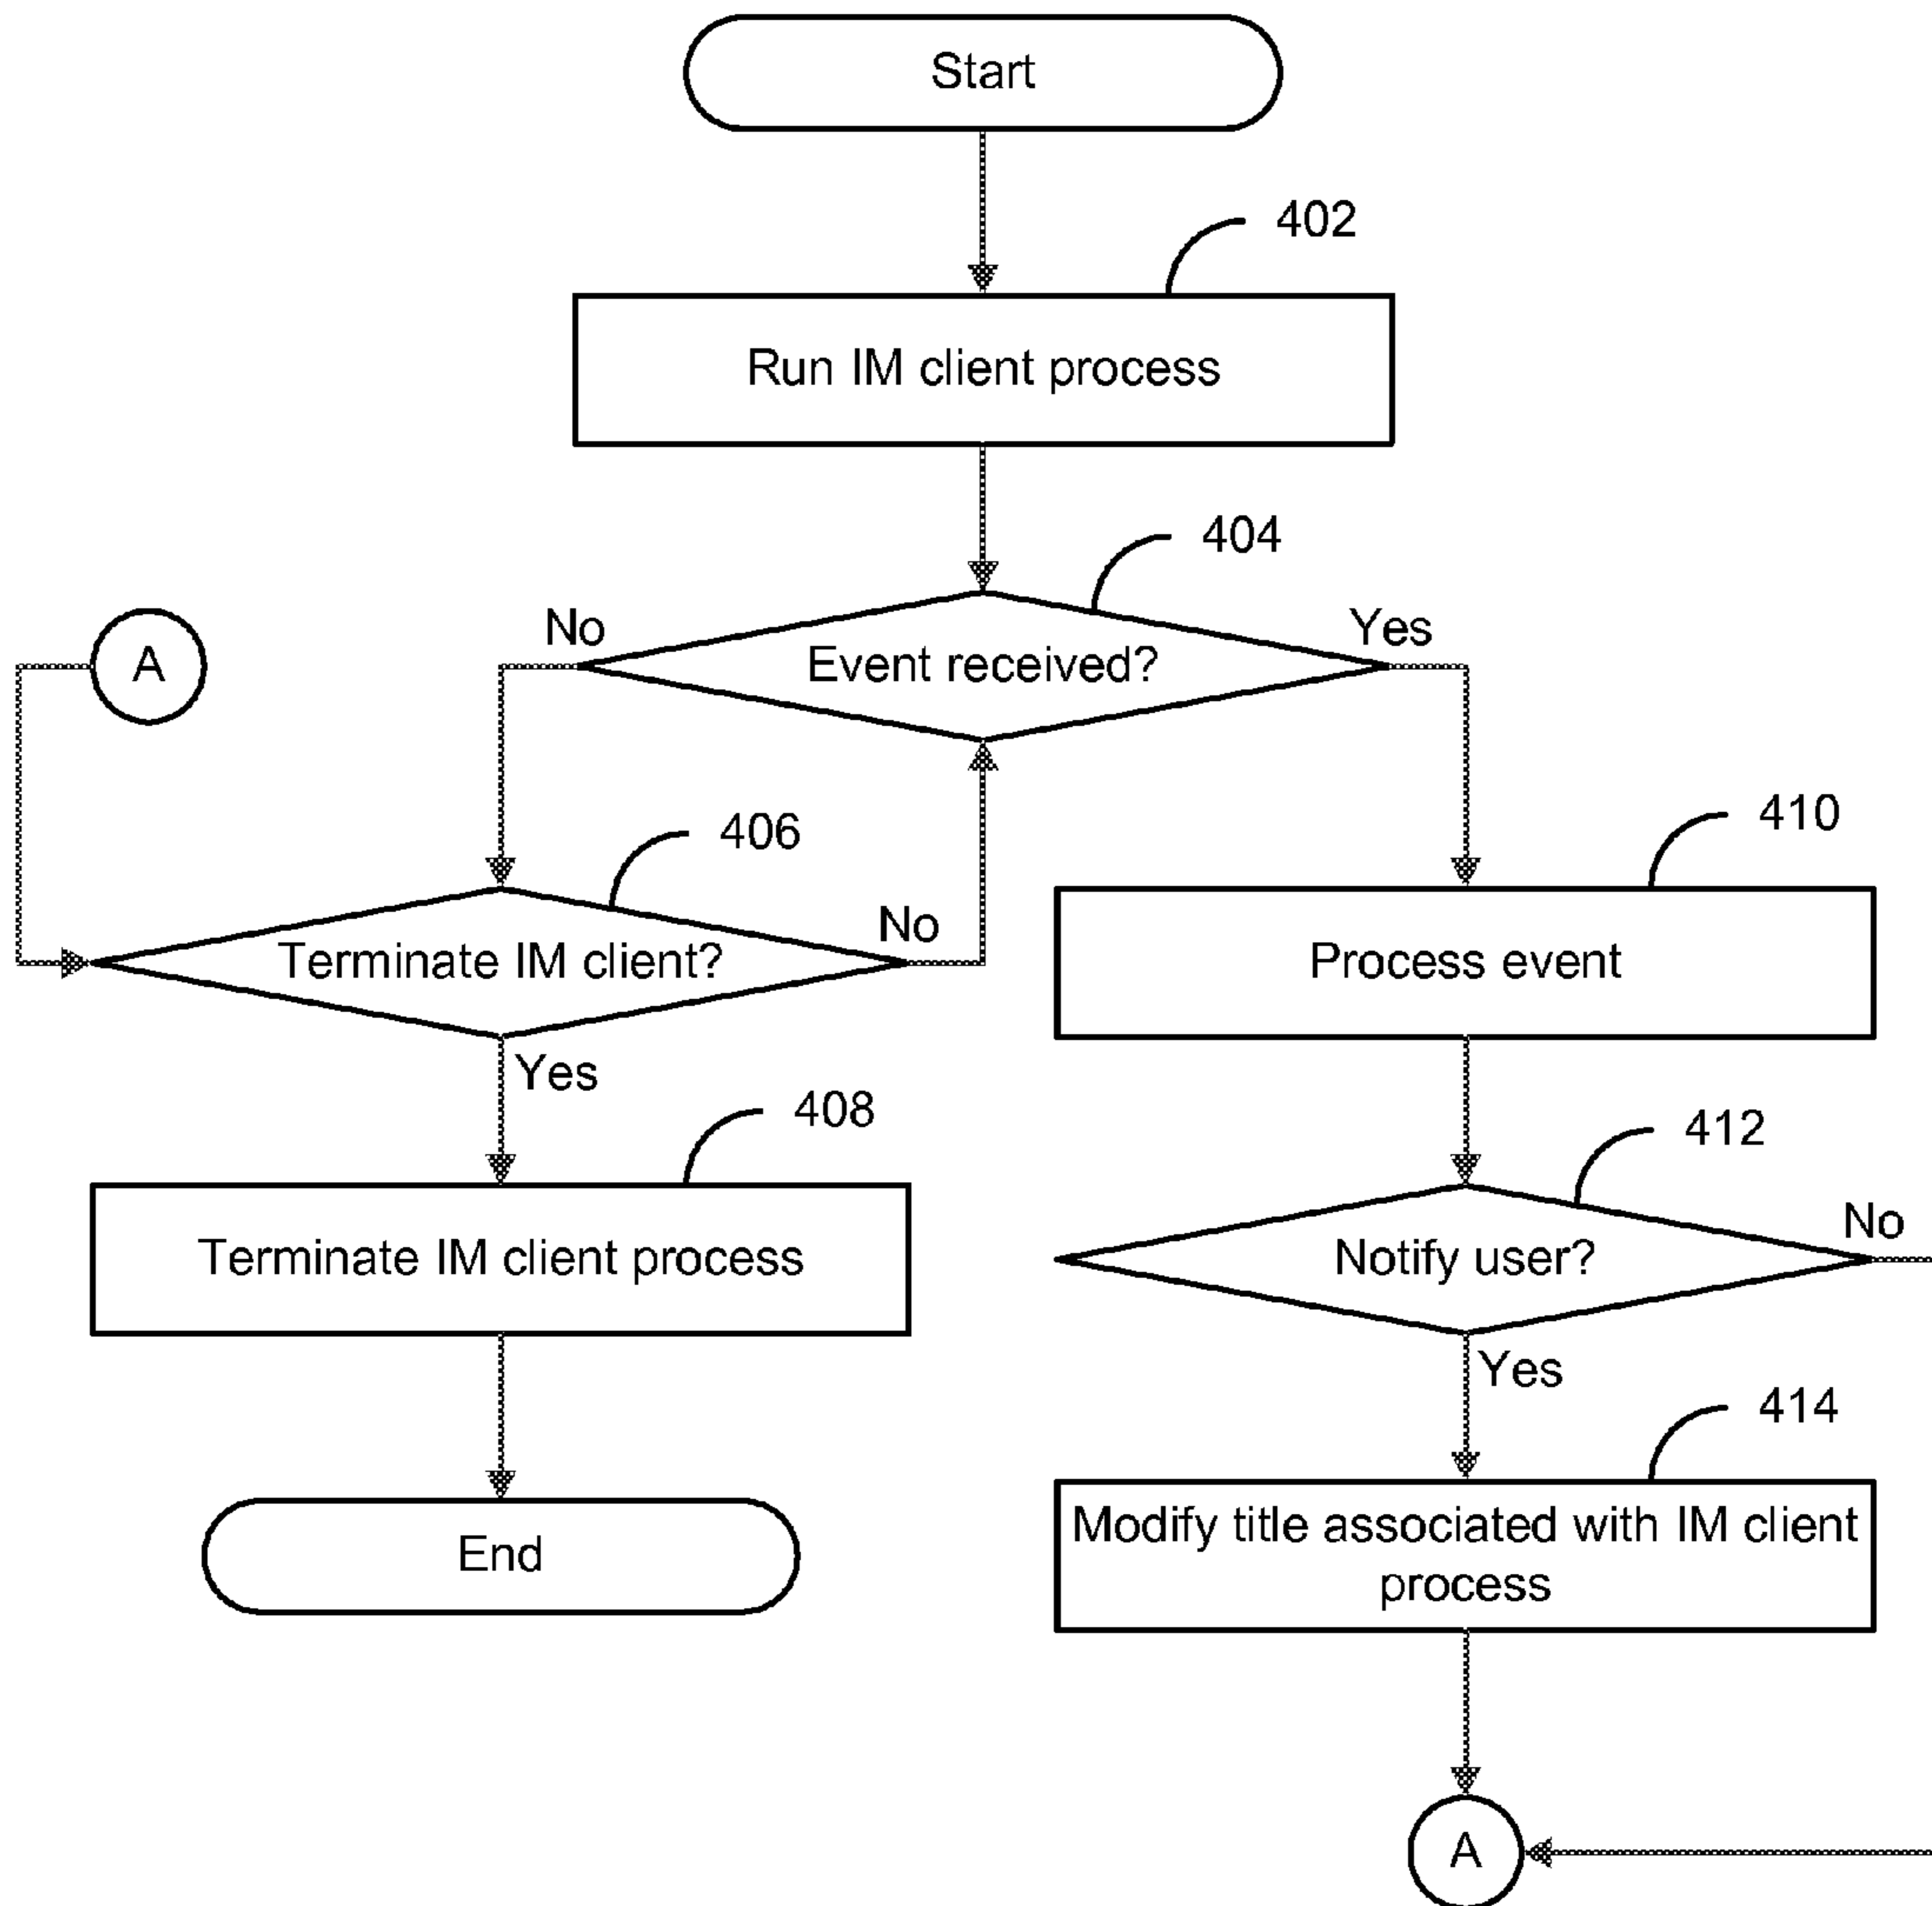 Start
402
Run IM client process
404
No
Yes
Event received?
A
406
410
No
Terminate IM client?
Process event
Yes
408
412
No
Terminate IM client process
Notify user?
Yes
414
Modify title associated with IM client
process
End
A